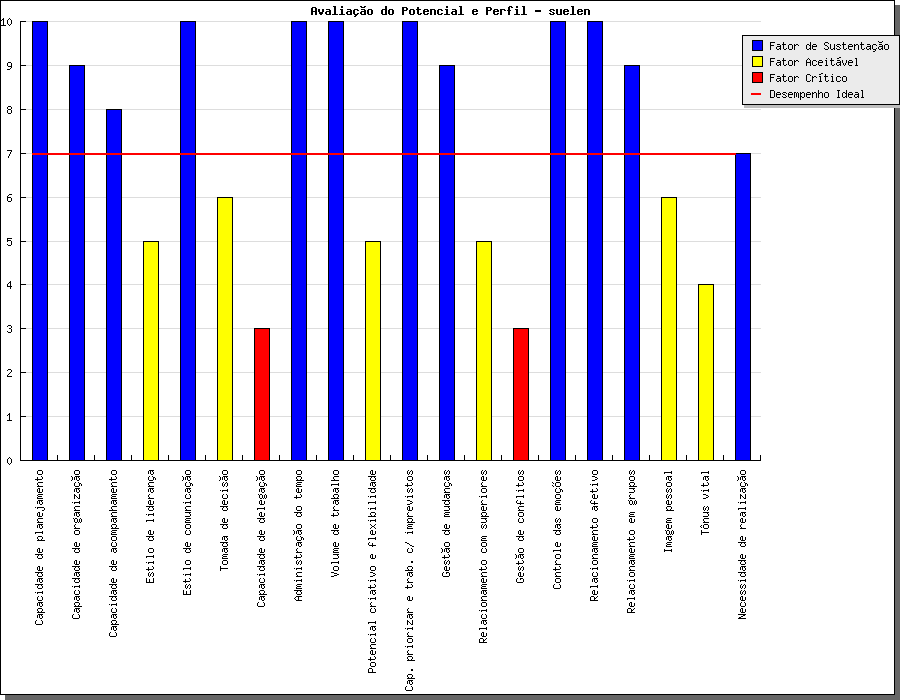 Avaliação do Potencial e Perfil - suelen
Fator de Sustentação
Fator Aceitável
Fator Crítico
Desempenho Ideal
10
9
8
7
6
5
4
3
2
1
0
Capacidade de planejamento
Capacidade de organização
Capacidade de acompanhamento
Estilo de liderança
Estilo de comunicação
Tomada de decisão
Capacidade de delegação
Administração do tempo
Volume de trabalho
Potencial criativo e flexibilidade
Cap. priorizar e trab. c/ imprevistos
Gestão de mudanças
Relacionamento com superiores
Gestão de conflitos
Controle das emoções
Relacionamento afetivo
Relacionamento em grupos
Imagem pessoal
Tônus vital
Necessidade de realização